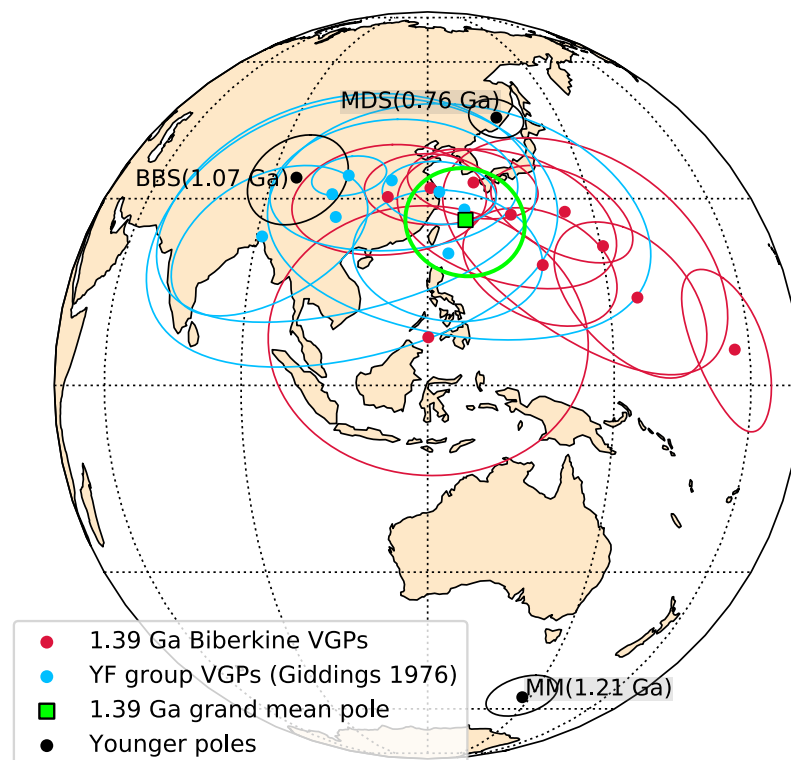 MDS(0.76 Ga)
BBS(1.07 Ga)
MM(1.21 Ga)
1.39 Ga Biberkine VGPs
YF group VGPs (Giddings 1976)
1.39 Ga grand mean pole
Younger poles